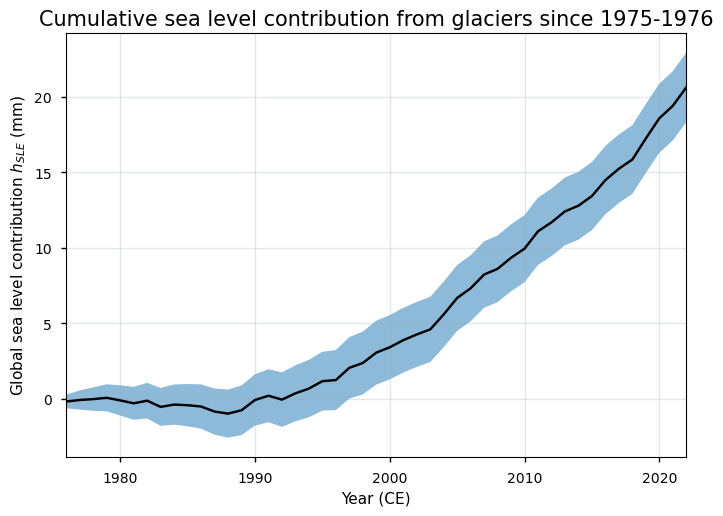 Cumulative sea level contribution from glaciers since 1975-1976
Global sea level contribution h_SLE (mm)
20
15
10
5
0
1980 1990 2000 2010 2020
Year (CE)